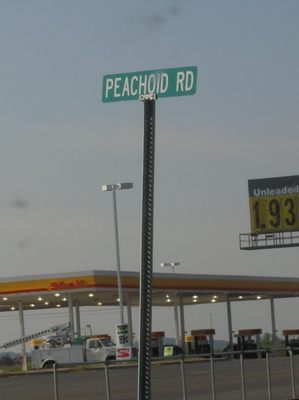 PEACHOID RD
Unleaded
1.93
Shell